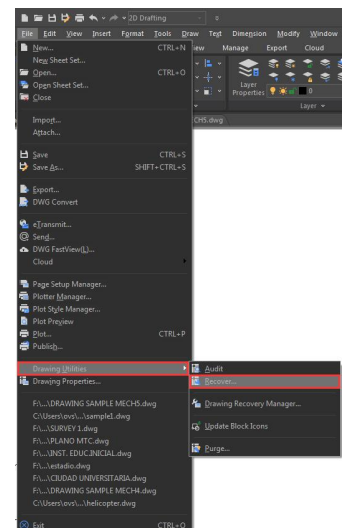 2D Drafting
File Edit View Insert Format Tools Draw Text Dimension Modify Window
New... CTRL+N
New Sheet Set...
Open... CTRL+O
Open Sheet Set...
Close
Import...
Attach...
Save CTRL+S
Save As... SHIFT+CTRL+S
Export...
DWG Convert
eTransmit...
Send...
DWG FastView(L)...
Cloud
Page Setup Manager...
Plotter Manager...
Plot Style Manager...
Plot Preview
Plot... CTRL+P
Publish...
Drawing Utilities
Drawing Properties...
F:\...\DRAWING SAMPLE MECH5.dwg
C:\Users\ovs\...\sample1.dwg
F:\...\SURVEY 1.dwg
F:\...\PLANO MTC.dwg
F:\...\INST. EDUC.INICIAL.dwg
F:\...\estadio.dwg
F:\...\CIUDAD UNIVERSITARIA.dwg
F:\...\DRAWING SAMPLE MECH4.dwg
C:\Users\ovs\...\helicopter.dwg
Exit CTRL+Q
iew Manage Export Cloud
Layer
Properties
0
Layer
CH5.dwg
Audit
Recover...
Drawing Recovery Manager...
Update Block Icons
Purge...